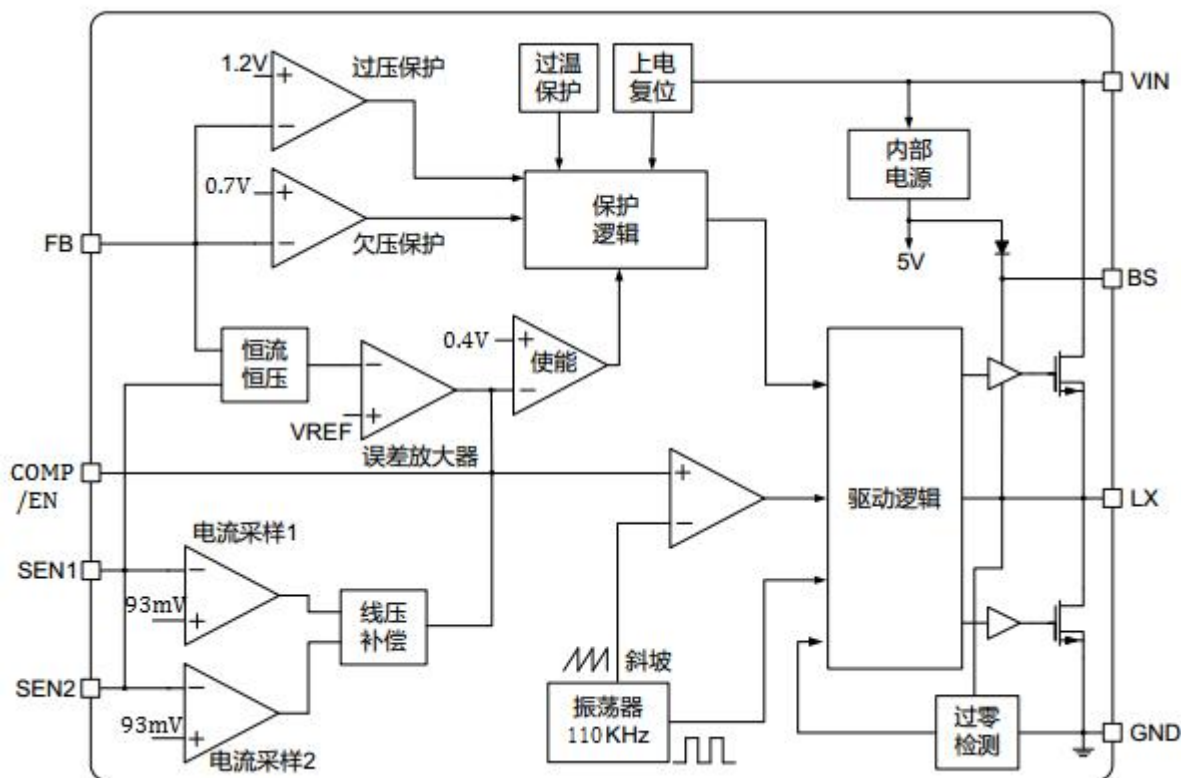 1.2V
过压保护
过温
保护
上电
复位
VIN
内部
电源
0.7V
保护
逻辑
FB
欠压保护
5V
BS
0.4V
使能
恒流
恒压
VREF
误差放大器
COMP
/EN
驱动逻辑
LX
电流采样1
SEN1
93mV
线压
补偿
斜坡
SEN2
93mV
振荡器
110KHz
过零
检测
GND
电流采样2